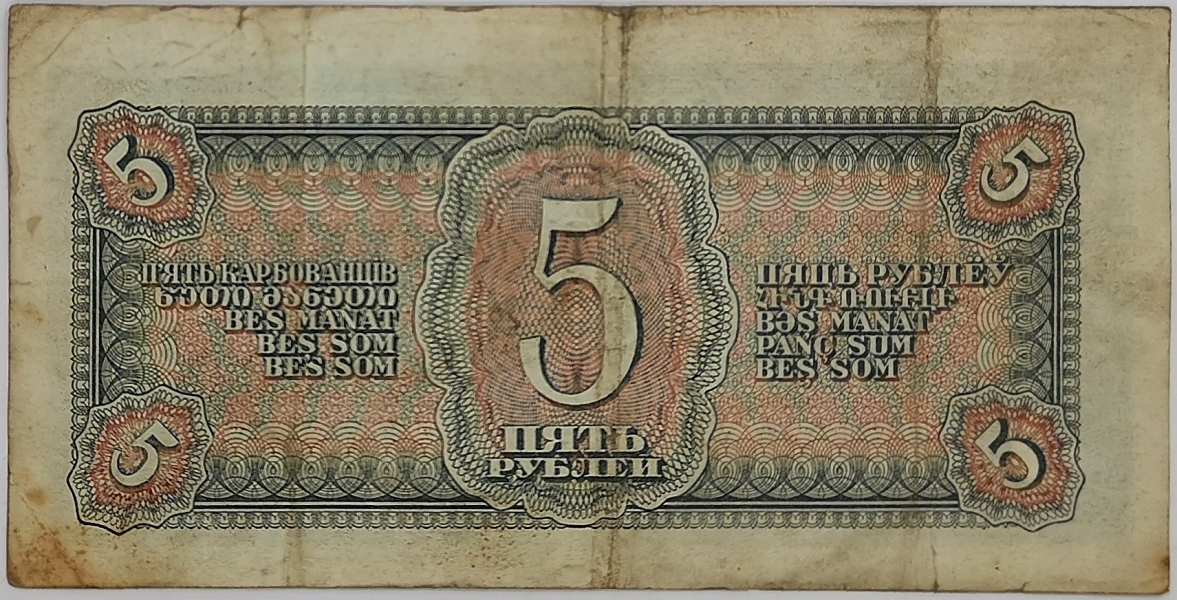 5
5
5
ПЯТЬ
РУБЛЕЙ
П'ЯТЬ КАРБОВАНЦІВ
ხუთი მანეთი
BEŞ MANAT
BEŞ SOM
BEŞ SOM
ПЯЦЬ РУБЛЁЎ
ՀԻՆԳ ՌՈՒԲԼԻ
BƏŞ MANAT
PANÇ SUM
BEŞ SOM
5
5